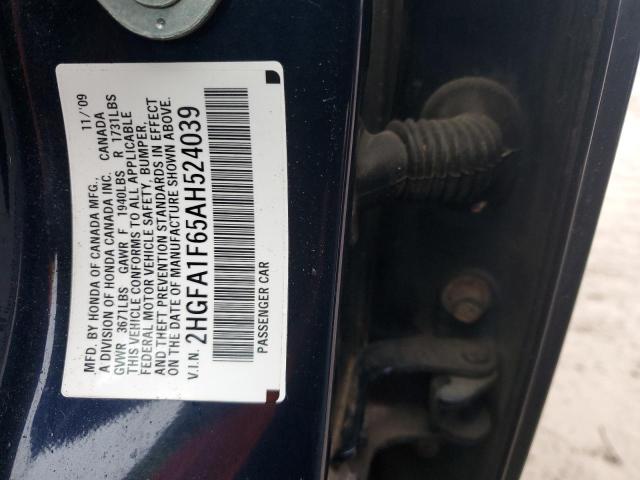 MFD. BY HONDA OF CANADA MFG., 11/'09
A DIVISION OF HONDA CANADA INC. CANADA
GVWR 3671LBS GAWR F 1940LBS R 1731LBS
THIS VEHICLE CONFORMS TO ALL APPLICABLE
FEDERAL MOTOR VEHICLE SAFETY, BUMPER,
AND THEFT PREVENTION STANDARDS IN EFFECT
ON THE DATE OF MANUFACTURE SHOWN ABOVE.
V.I.N. 2HGFA1F65AH524039
PASSENGER CAR